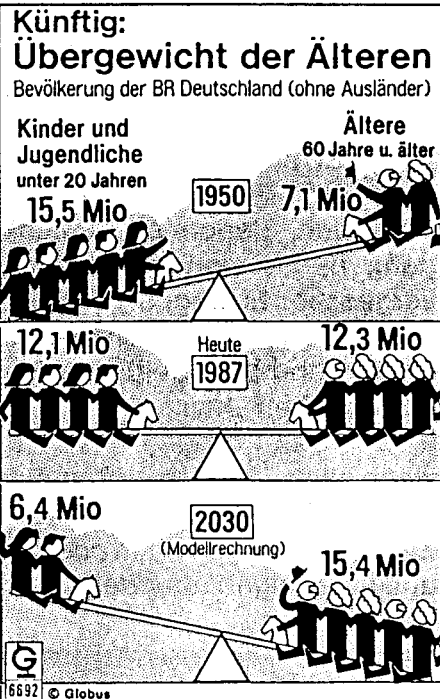 Künftig:
Übergewicht der Älteren
Bevölkerung der BR Deutschland (ohne Ausländer)
Kinder und
Jugendliche
unter 20 Jahren
15,5 Mio
1950
Ältere
60 Jahre u. älter
7,1 Mio
12,1 Mio
Heute
1987
12,3 Mio
6,4 Mio
2030
(Modellrechnung)
15,4 Mio
G
6692 © Globus